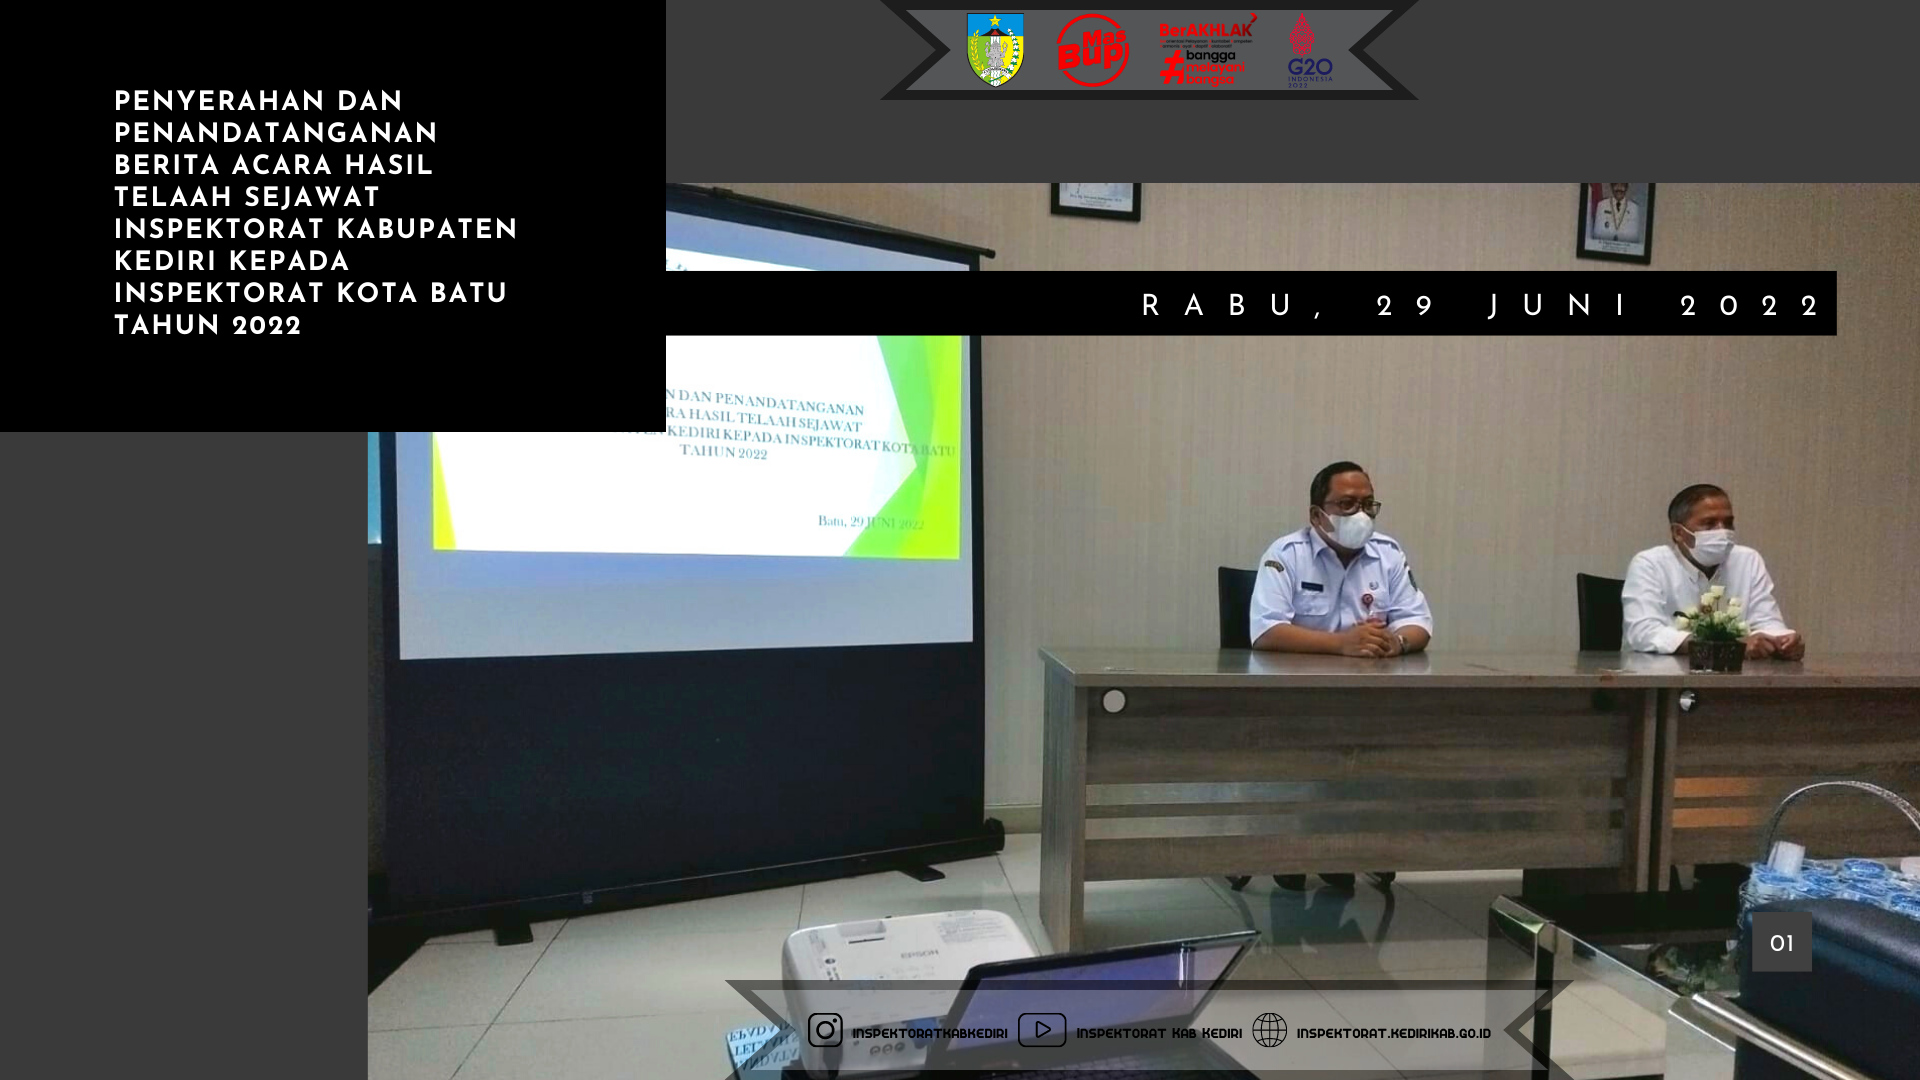 PENYERAHAN DAN
PENANDATANGANAN
BERITA ACARA HASIL
TELAAH SEJAWAT
INSPEKTORAT KABUPATEN
KEDIRI KEPADA
INSPEKTORAT KOTA BATU
TAHUN 2022
Mas
BUP
BerAKHLAK
# bangga
melayani
bangsa
G20
INDONESIA
2022
RABU, 29 JUNI 2022
N DAN PENANDATANGANAN
RA HASIL TELAAH SEJAWAT
KEDIRI KEPADA INSPEKTORAT KOTA BATU
TAHUN 2022
Batu, 29 JUNI 2022
EPSON
01
INSPEKTORATKABKEDIRI
INSPEKTORAT KAB KEDIRI
INSPEKTORAT.KEDIRIKAB.GO.ID